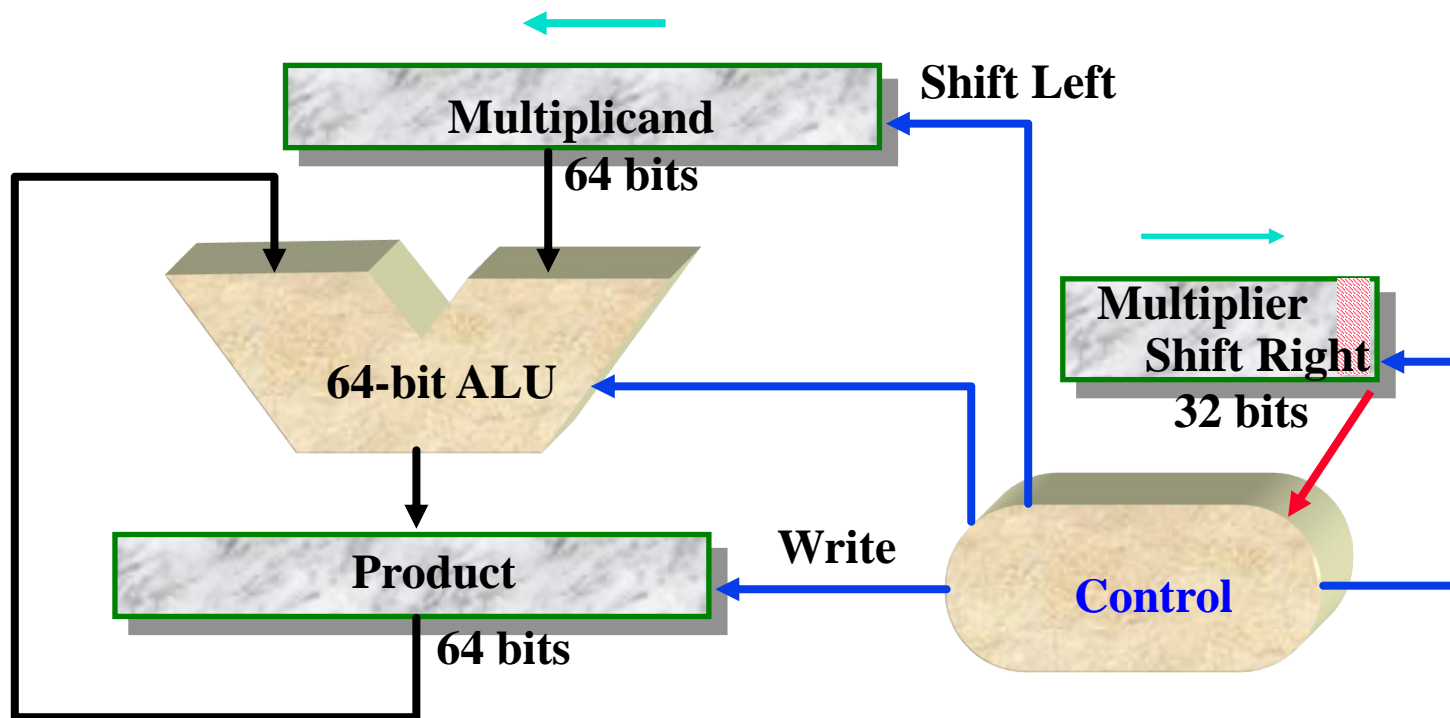 Shift Left
Multiplicand
64 bits
Multiplier
Shift Right
32 bits
64-bit ALU
Write
Product
Control
64 bits